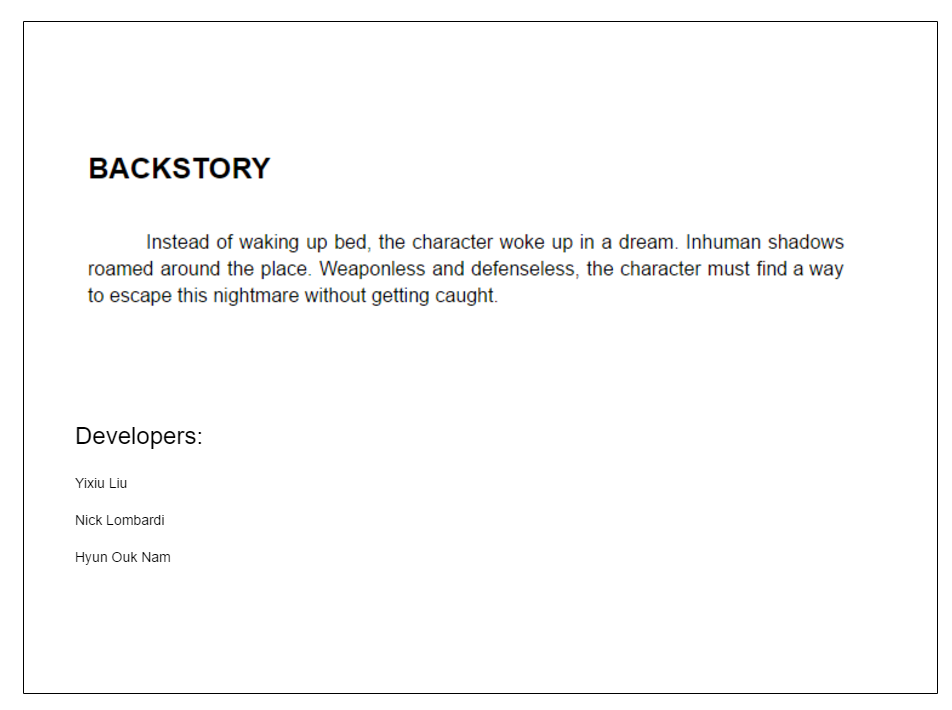 BACKSTORY
Instead of waking up bed, the character woke up in a dream. Inhuman shadows
roamed around the place. Weaponless and defenseless, the character must find a way
to escape this nightmare without getting caught.
Developers:
Yixiu Liu
Nick Lombardi
Hyun Ouk Nam